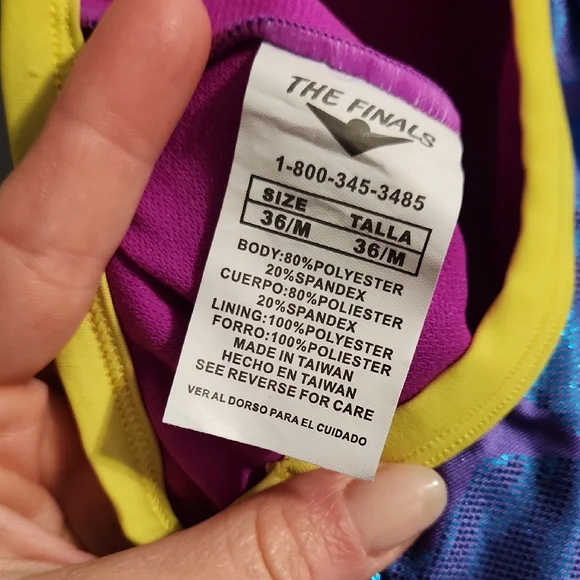 THE FINALS
1-800-345-3485
SIZE TALLA
36/M 36/M
BODY:80%POLYESTER
20%SPANDEX
CUERPO:80%POLIESTER
20%SPANDEX
LINING:100%POLYESTER
FORRO:100%POLIESTER
MADE IN TAIWAN
HECHO EN TAIWAN
SEE REVERSE FOR CARE
VER AL DORSO PARA EL CUIDADO